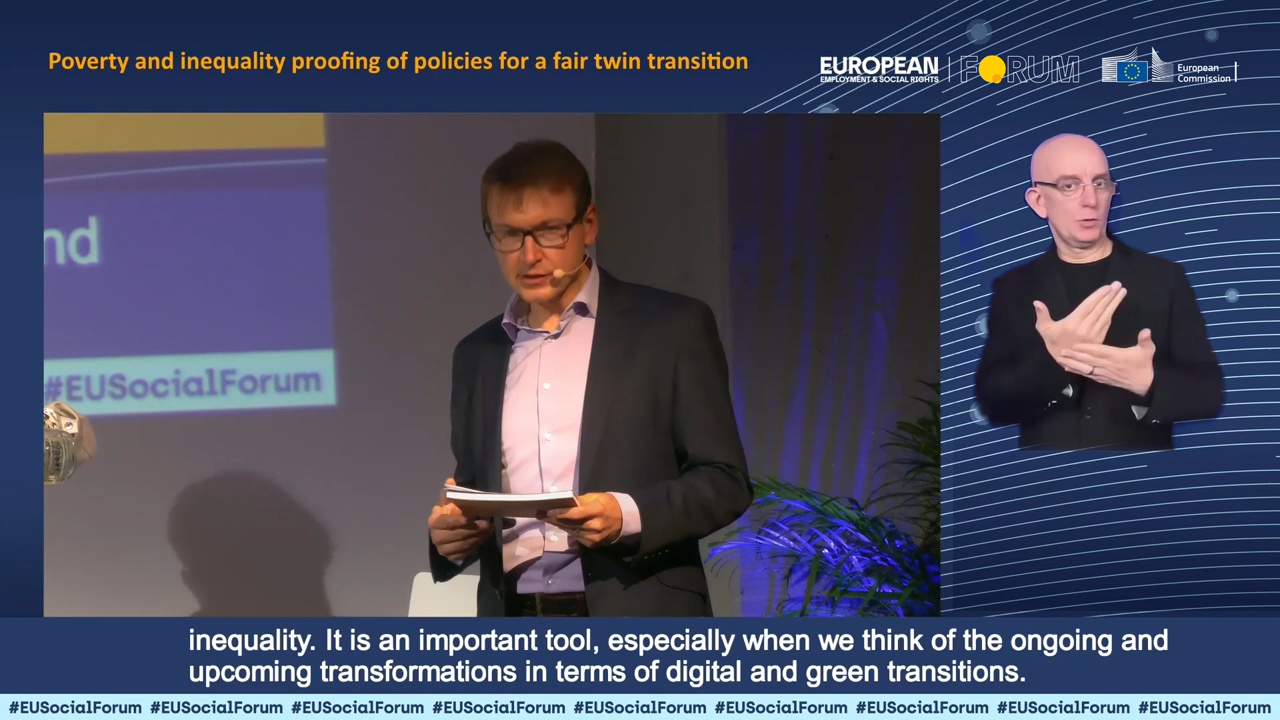 Poverty and inequality proofing of policies for a fair twin transition
EUROPEAN
EMPLOYMENT & SOCIAL RIGHTS
FORUM
European
Commission
nd
#EUSocialForum
inequality. It is an important tool, especially when we think of the ongoing and
upcoming transformations in terms of digital and green transitions.
#EUSocialForum #EUSocialForum #EUSocialForum #EUSocialForum #EUSocialForum #EUSocialForum #EUSocialForum #EUSocialForum #EUSocialForum